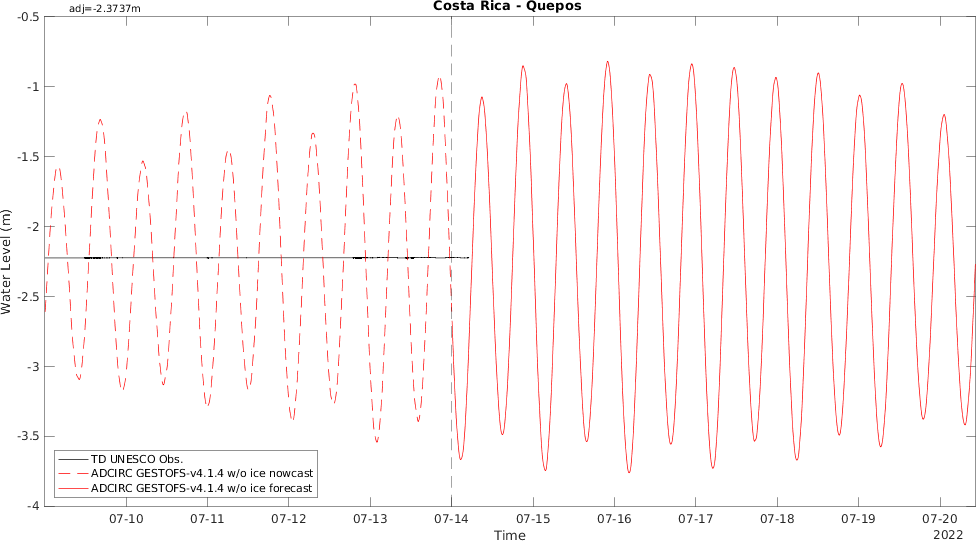 adj=-2.3737m
Costa Rica - Quepos
-0.5
-1
-1.5
-2
-2.5
-3
-3.5
-4
Water Level (m)
TD UNESCO Obs.
ADCIRC GESTOFS-v4.1.4 w/o ice nowcast
ADCIRC GESTOFS-v4.1.4 w/o ice forecast
07-10 07-11 07-12 07-13 07-14 07-15 07-16 07-17 07-18 07-19 07-20
Time
2022